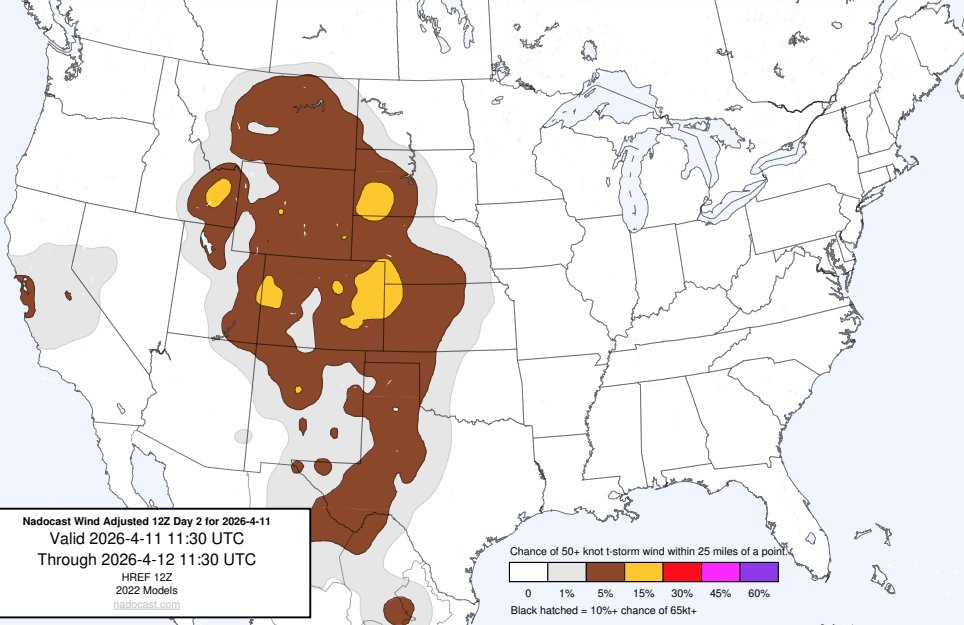 Nadocast Wind Adjusted 12Z Day 2 for 2026-4-11
Valid 2026-4-11 11:30 UTC
Through 2026-4-12 11:30 UTC
HREF 12Z
2022 Models
nadocast.com
Chance of 50+ knot t-storm wind within 25 miles of a point.
0 1% 5% 15% 30% 45% 60%
Black hatched = 10%+ chance of 65kt+